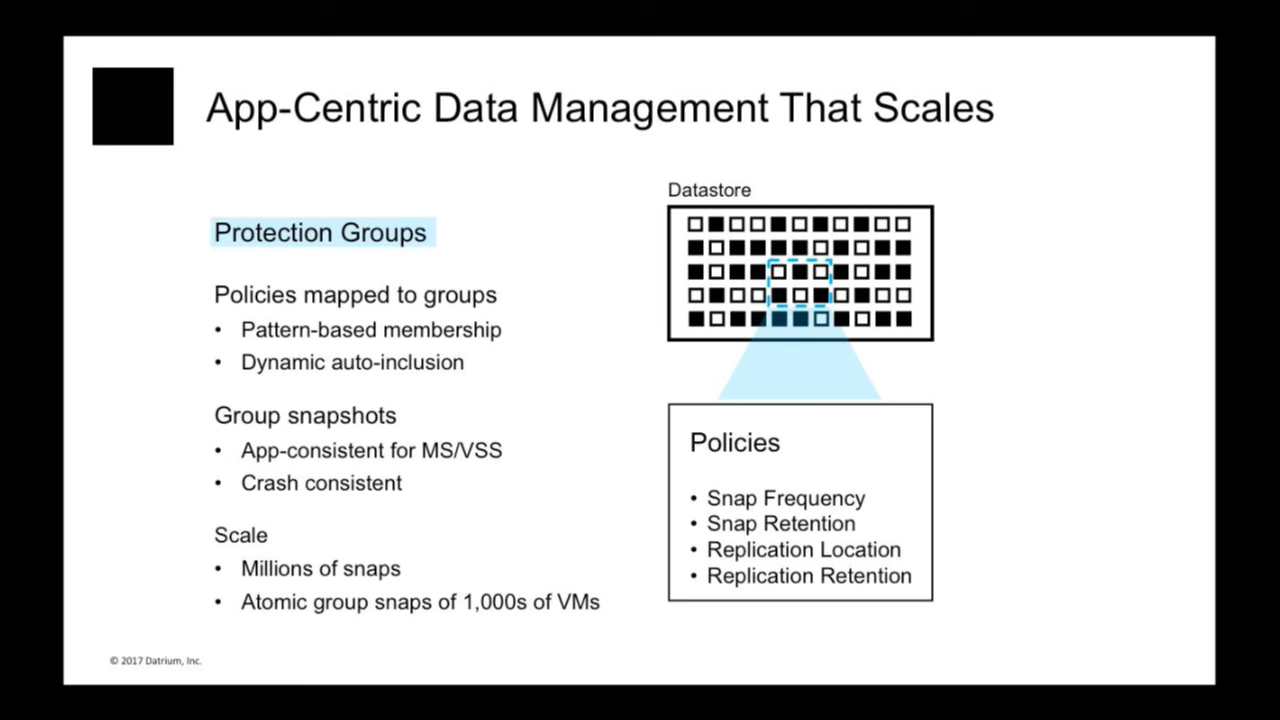 App-Centric Data Management That Scales
Protection Groups
Policies mapped to groups
• Pattern-based membership
• Dynamic auto-inclusion
Group snapshots
• App-consistent for MS/VSS
• Crash consistent
Scale
• Millions of snaps
• Atomic group snaps of 1,000s of VMs
Datastore
Policies
• Snap Frequency
• Snap Retention
• Replication Location
• Replication Retention
© 2017 Datrium, Inc.